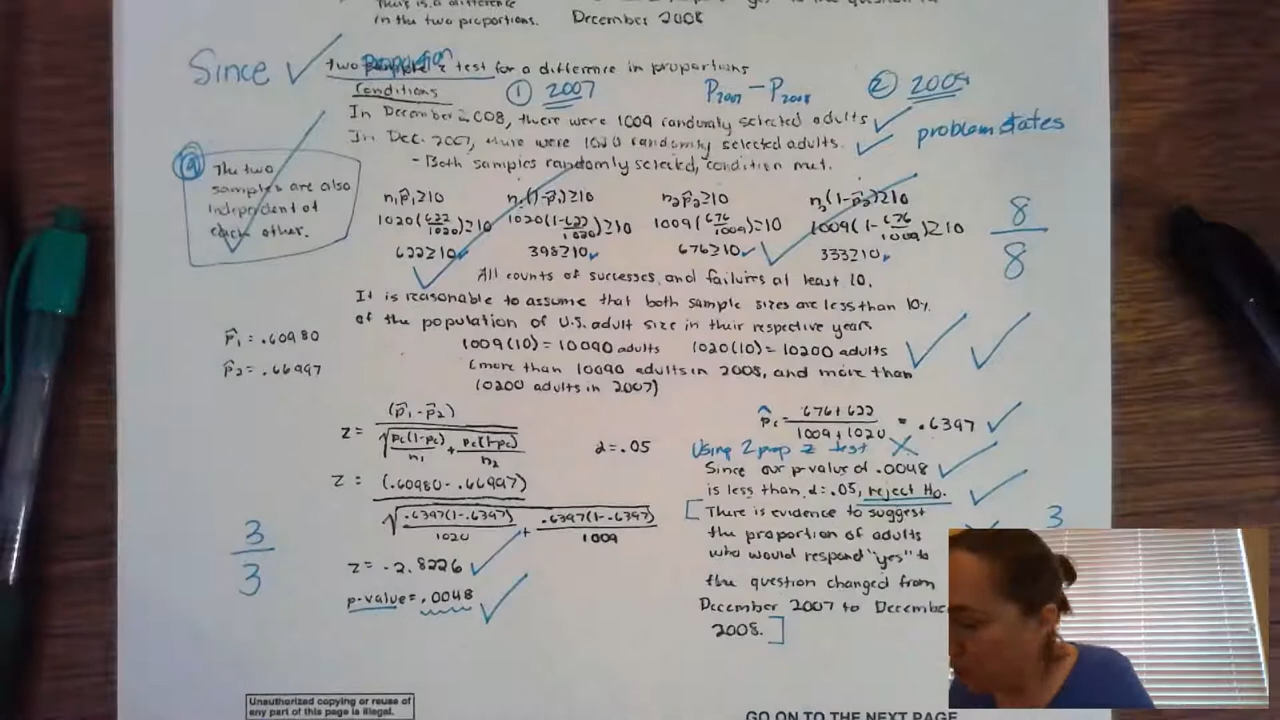 There is a difference
in the two proportions. December 2008
Since ✓ Two proportion z test for a difference in proportions
Conditions ① 2007 P2007 - P2008 ② 2008
In December 2008, there were 1009 randomly selected adults
In Dec. 2007, there were 1020 randomly selected adults. problem states
- Both samples randomly selected, condition met.
(a) The two
samples are also
independent of
each other.
n₁p̂₁≥10 n₁(1-p̂₁)≥10 n₂p̂₂≥10 n₂(1-p̂₂)≥10
1020(622/1020)≥10 1020(1-622/1020)≥10 1009(676/1009)≥10 1009(1-676/1009)≥10
622≥10 398≥10 676≥10 333≥10
8/8
All counts of successes, and failures at least 10.
It is reasonable to assume that both sample sizes are less than 10%
of the population of U.S. adult size in their respective years
1009(10) = 10090 adults 1020(10) = 10200 adults
(more than 10090 adults in 2008, and more than
10200 adults in 2007)
p̂₁ = .60980
p̂₂ = .66997
z = (p̂₁-p̂₂)/√(pc(1-pc)/n₁ + pc(1-pc)/n₂)
α = .05
z = (.60980 - .66997)/√(.6397(1-.6397)/1020 + .6397(1-.6397)/1009)
z = -2.8226
p-value = .0048
3/3
p̂c = 676+622/1009+1020 = .6397
Using 2 prop z test
Since our p-value of .0048
is less than α = .05, reject H₀.
[There is evidence to suggest
the proportion of adults
who would respond "yes" to
the question changed from
December 2007 to December
2008.]
3
Unauthorized copying or reuse of
any part of this page is illegal.
GO ON TO THE NEXT PAGE